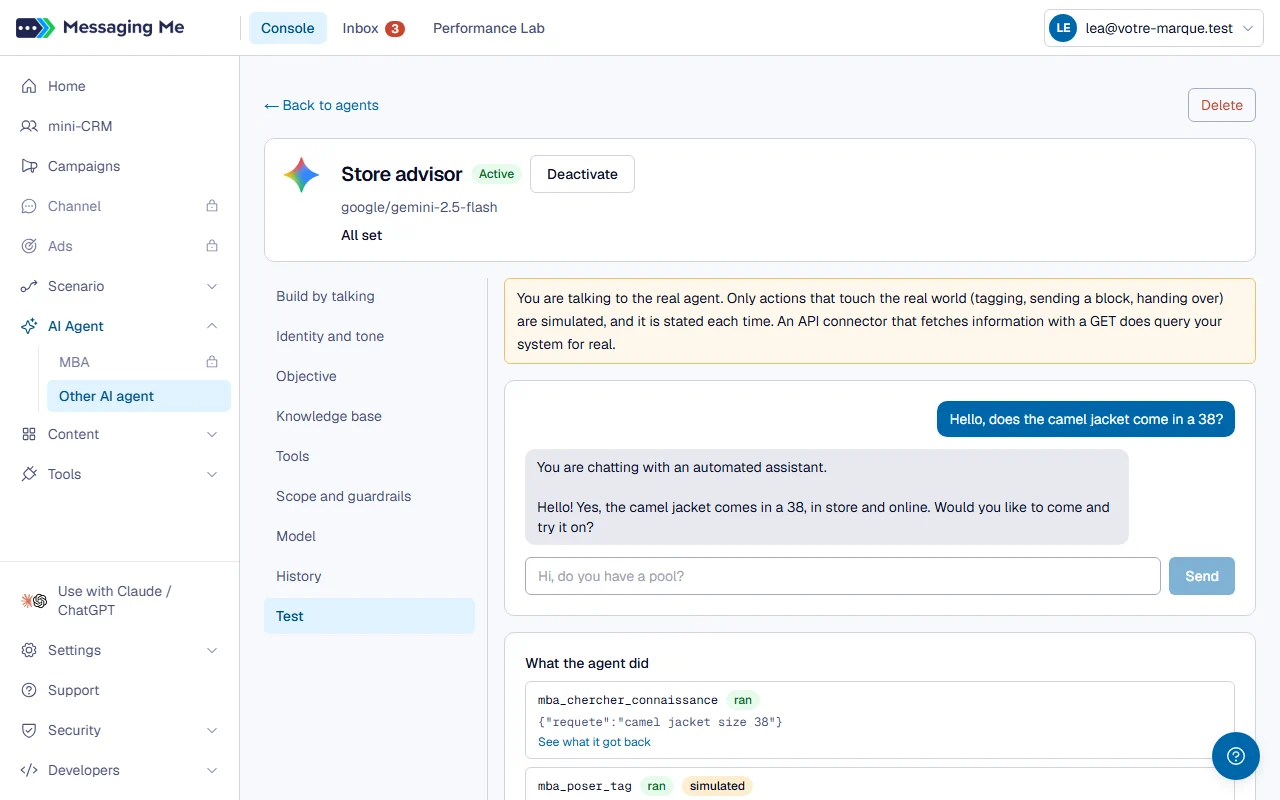 Messaging Me
Console
Inbox 3
Performance Lab
LE lea@votre-marque.test
Home
mini-CRM
Campaigns
Channel
Ads
Scenario
AI Agent
MBA
Other AI agent
Content
Tools
Use with Claude /
ChatGPT
Settings
Support
Security
Developers
← Back to agents
Delete
Store advisor Active Deactivate
google/gemini-2.5-flash
All set
Build by talking
Identity and tone
Objective
Knowledge base
Tools
Scope and guardrails
Model
History
Test
You are talking to the real agent. Only actions that touch the real world (tagging, sending a block, handing over)
are simulated, and it is stated each time. An API connector that fetches information with a GET does query your
system for real.
Hello, does the camel jacket come in a 38?
You are chatting with an automated assistant.
Hello! Yes, the camel jacket comes in a 38, in store and online. Would you like to come and
try it on?
Hi, do you have a pool?
Send
What the agent did
mba_chercher_connaissance ran
{"requete":"camel jacket size 38"}
See what it got back
mba_poser_tag ran simulated